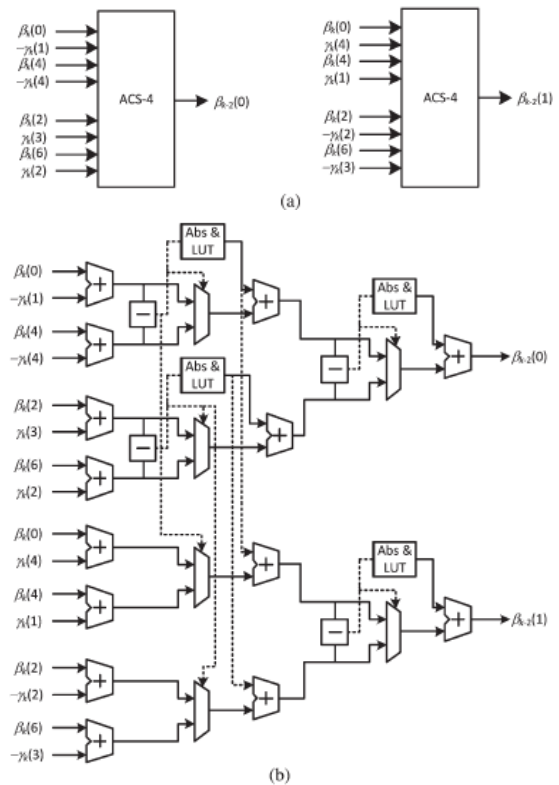 βₖ(0)
−γₖ(1)
βₖ(4)
−γₖ(4)
βₖ(2)
γₖ(3)
βₖ(6)
γₖ(2)
ACS-4
βₖ₋₂(0)
βₖ(0)
γₖ(4)
βₖ(4)
γₖ(1)
βₖ(2)
−γₖ(2)
βₖ(6)
−γₖ(3)
ACS-4
βₖ₋₂(1)
(a)
Abs &
LUT
βₖ(0)
−γₖ(1)
+
−
βₖ(4)
−γₖ(4)
+
+
Abs &
LUT
−
+
βₖ₋₂(0)
Abs &
LUT
βₖ(2)
γₖ(3)
+
−
βₖ(6)
γₖ(2)
+
+
βₖ(0)
γₖ(4)
+
βₖ(4)
γₖ(1)
+
+
Abs &
LUT
−
+
βₖ₋₂(1)
βₖ(2)
−γₖ(2)
+
βₖ(6)
−γₖ(3)
+
+
(b)